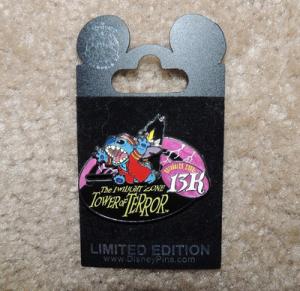 The TWILIGHT ZONE
TOWER OF TERROR
13K
LIMITED EDITION
www.DisneyPins.com